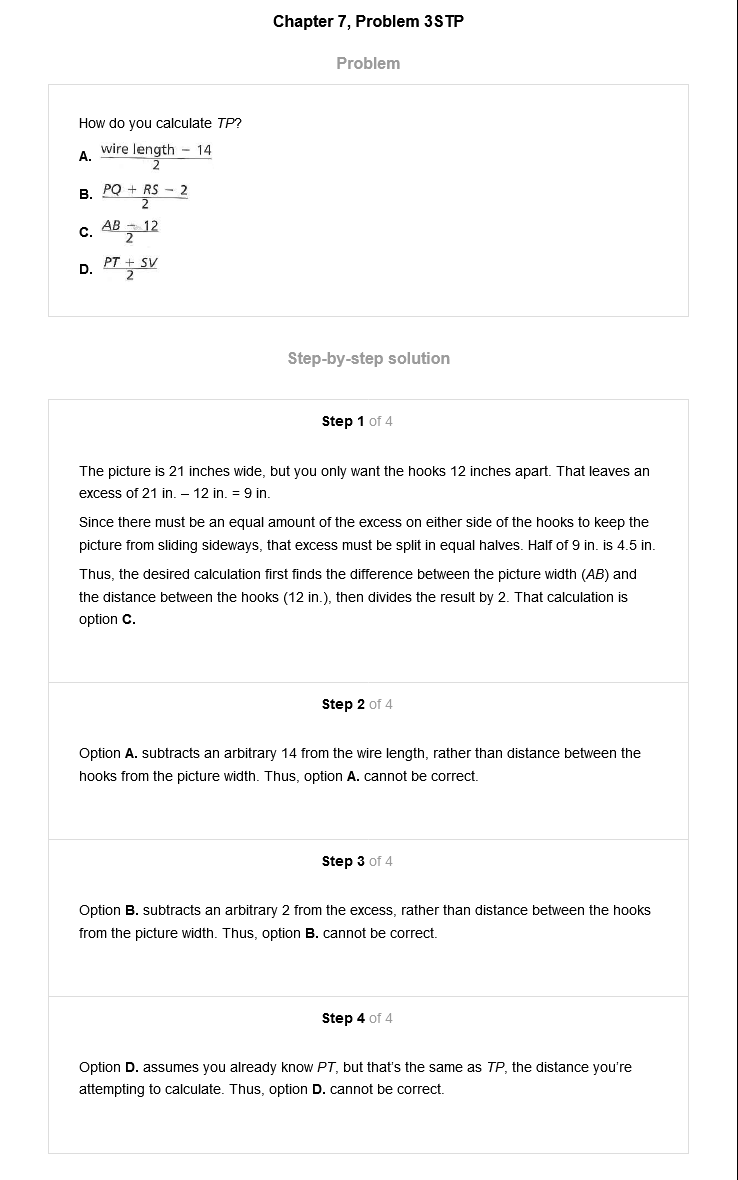 Chapter 7, Problem 3STP
Problem
How do you calculate TP?
A. wire length − 14
2
B. PQ + RS − 2
2
C. AB − 12
2
D. PT + SV
2
Step-by-step solution
Step 1 of 4
The picture is 21 inches wide, but you only want the hooks 12 inches apart. That leaves an
excess of 21 in. – 12 in. = 9 in.
Since there must be an equal amount of the excess on either side of the hooks to keep the
picture from sliding sideways, that excess must be split in equal halves. Half of 9 in. is 4.5 in.
Thus, the desired calculation first finds the difference between the picture width (AB) and
the distance between the hooks (12 in.), then divides the result by 2. That calculation is
option C.
Step 2 of 4
Option A. subtracts an arbitrary 14 from the wire length, rather than distance between the
hooks from the picture width. Thus, option A. cannot be correct.
Step 3 of 4
Option B. subtracts an arbitrary 2 from the excess, rather than distance between the hooks
from the picture width. Thus, option B. cannot be correct.
Step 4 of 4
Option D. assumes you already know PT, but that's the same as TP, the distance you're
attempting to calculate. Thus, option D. cannot be correct.